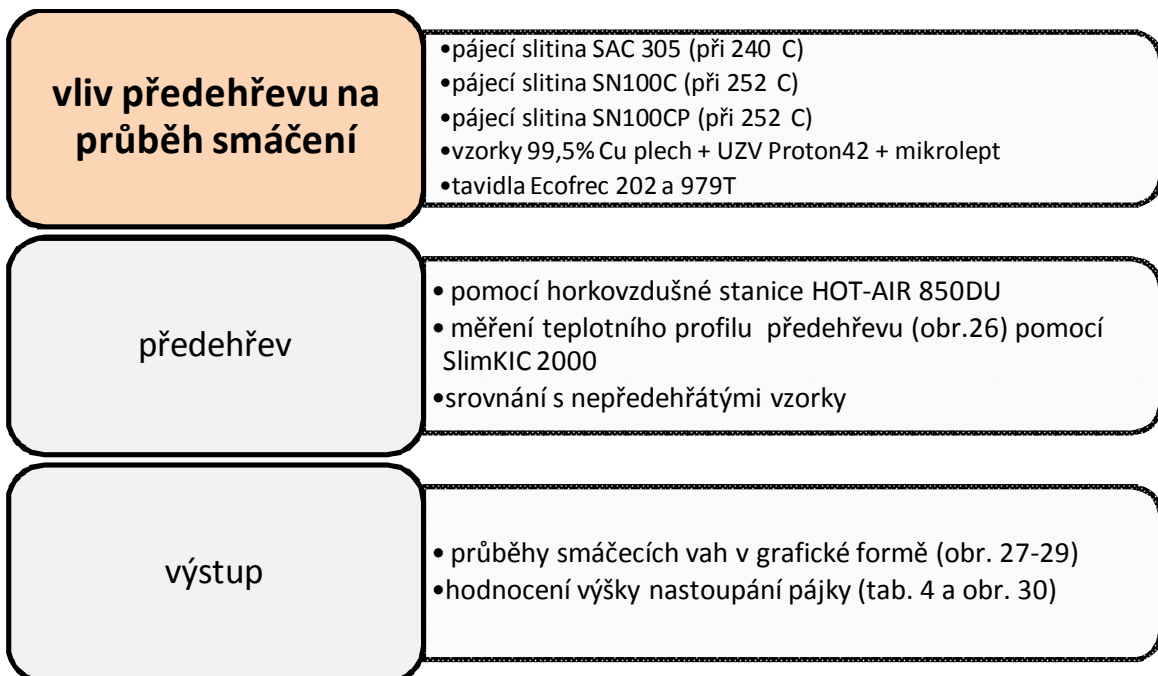 vliv předehřevu na
průběh smáčení
•pájecí slitina SAC 305 (při 240 C)
•pájecí slitina SN100C (při 252 C)
•pájecí slitina SN100CP (při 252 C)
•vzorky 99,5% Cu plech + UZV Proton42 + mikrolept
•tavidla Ecofrec 202 a 979T
předehřev
• pomocí horkovzdušné stanice HOT-AIR 850DU
• měření teplotního profilu předehřevu (obr.26) pomocí
SlimKIC 2000
•srovnání s nepředehřátými vzorky
výstup
• průběhy smáčecích vah v grafické formě (obr. 27-29)
•hodnocení výšky nastoupání pájky (tab. 4 a obr. 30)